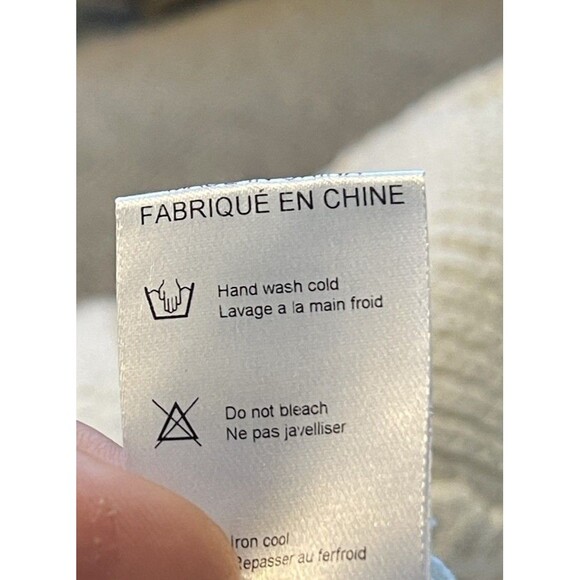 FABRIQUÉ EN CHINE
Hand wash cold
Lavage a la main froid
Do not bleach
Ne pas javelliser
Iron cool
Repasser au ferfroid